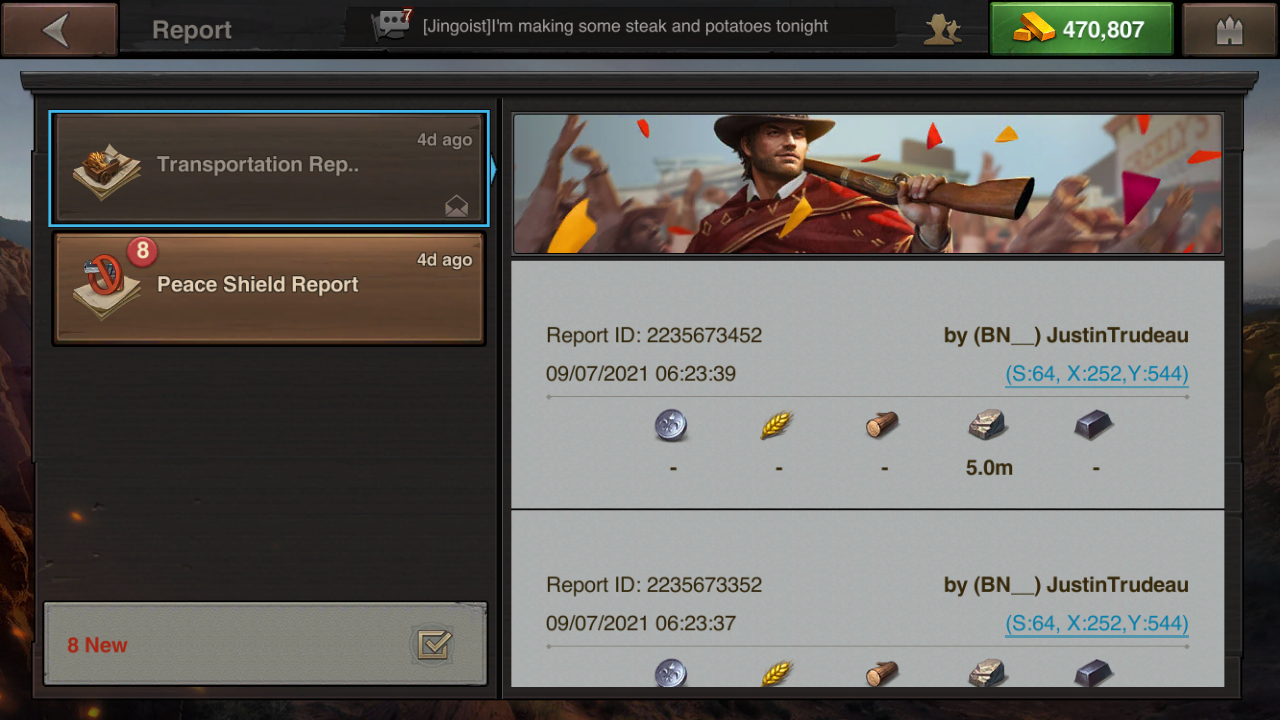 Report
7
[Jingoist]I'm making some steak and potatoes tonight
470,807
4d ago
Transportation Rep..
8
4d ago
Peace Shield Report
8 New
Report ID: 2235673452
by (BN__) JustinTrudeau
09/07/2021 06:23:39
(S:64, X:252,Y:544)
- - - 5.0m -
Report ID: 2235673352
by (BN__) JustinTrudeau
09/07/2021 06:23:37
(S:64, X:252,Y:544)